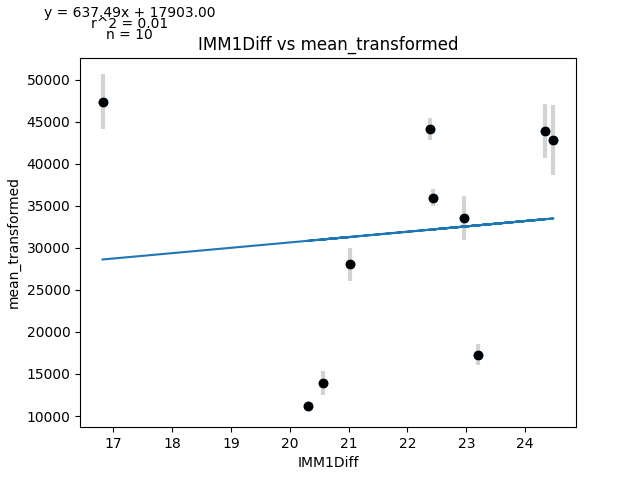 y = 637.49x + 17903.00
r^2 = 0.01
n = 10
IMM1Diff vs mean_transformed
50000
45000
40000
35000
30000
25000
20000
15000
10000
mean_transformed
17 18 19 20 21 22 23 24
IMM1Diff